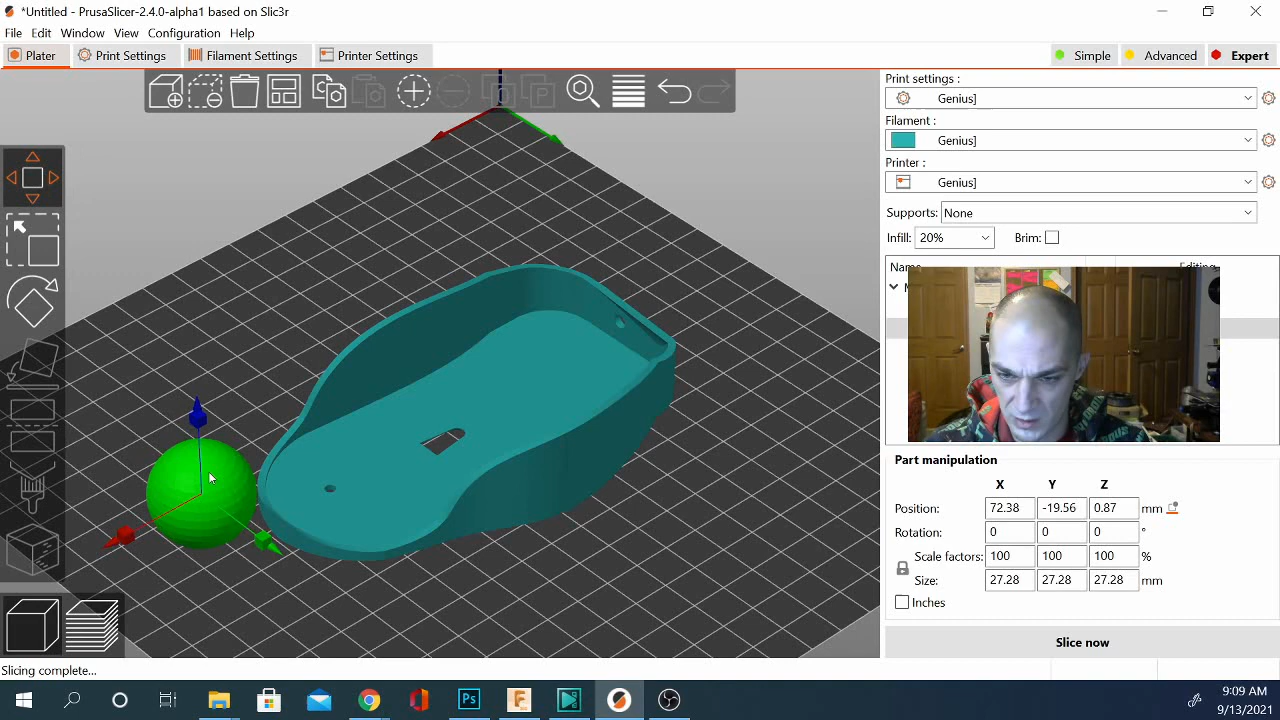 *Untitled - PrusaSlicer-2.4.0-alpha1 based on Slic3r
File Edit Window View Configuration Help
Plater Print Settings Filament Settings Printer Settings Simple Advanced Expert
Print settings :
Genius]
Filament :
Genius]
Printer :
Genius]
Supports: None
Infill: 20% Brim:
Name Editing
Part manipulation
X Y Z
Position: 72.38 -19.56 0.87 mm
Rotation: 0 0 0 °
Scale factors: 100 100 100 %
Size: 27.28 27.28 27.28 mm
Inches
Slice now
Slicing complete...
Ps
9:09 AM
9/13/2021